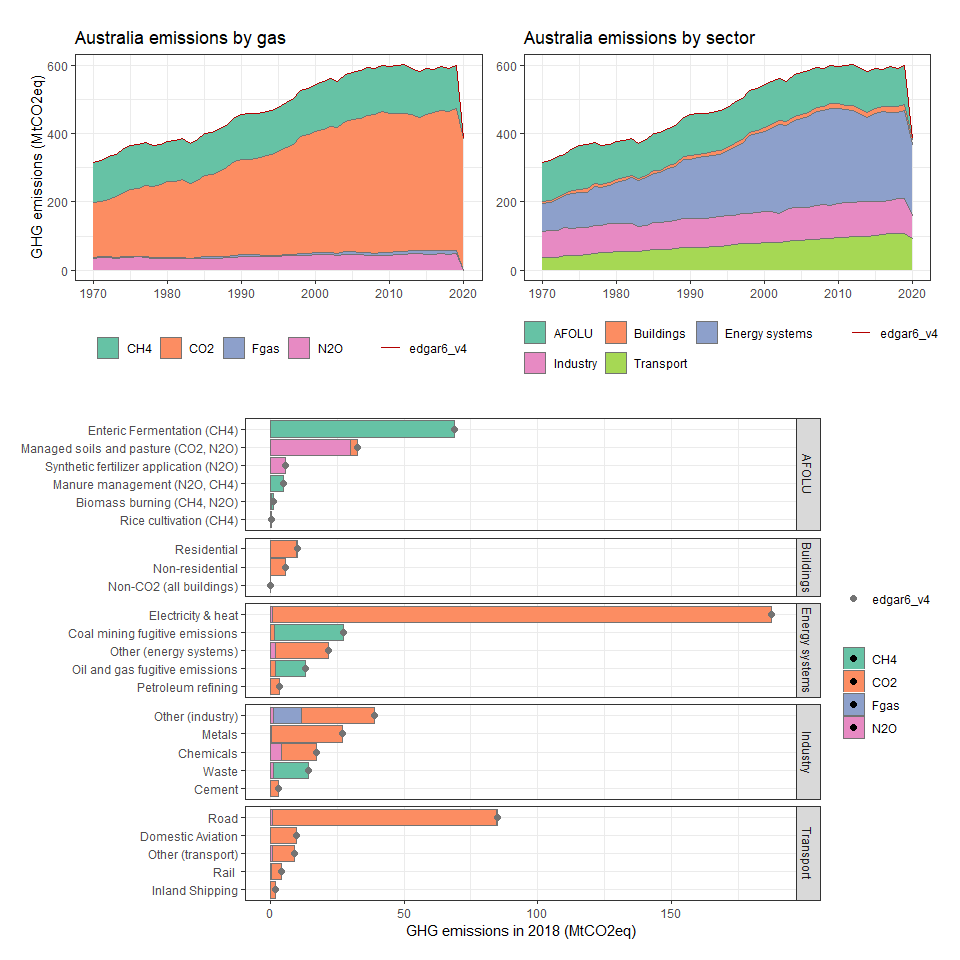 Australia emissions by gas
GHG emissions (MtCO2eq)
600
400
200
0
1970
1980
1990
2000
2010
2020
CH4
CO2
Fgas
N2O
edgar6_v4
Australia emissions by sector
600
400
200
0
1970
1980
1990
2000
2010
2020
AFOLU
Buildings
Energy systems
edgar6_v4
Industry
Transport
Enteric Fermentation (CH4)
Managed soils and pasture (CO2, N2O)
Synthetic fertilizer application (N2O)
Manure management (N2O, CH4)
Biomass burning (CH4, N2O)
Rice cultivation (CH4)
AFOLU
Residential
Non-residential
Non-CO2 (all buildings)
Buildings
Electricity & heat
Coal mining fugitive emissions
Other (energy systems)
Oil and gas fugitive emissions
Petroleum refining
Energy systems
Other (industry)
Metals
Chemicals
Waste
Cement
Industry
Road
Domestic Aviation
Other (transport)
Rail
Inland Shipping
Transport
0
50
100
150
GHG emissions in 2018 (MtCO2eq)
edgar6_v4
CH4
CO2
Fgas
N2O